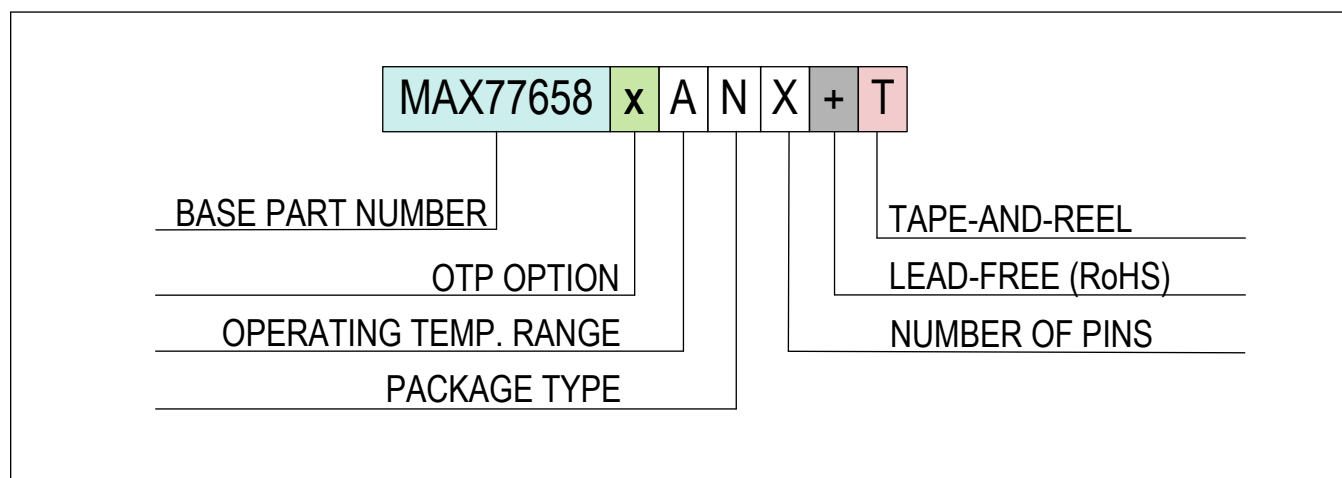 MAX77658 x A N X + T
BASE PART NUMBER
OTP OPTION
OPERATING TEMP. RANGE
PACKAGE TYPE
TAPE-AND-REEL
LEAD-FREE (RoHS)
NUMBER OF PINS